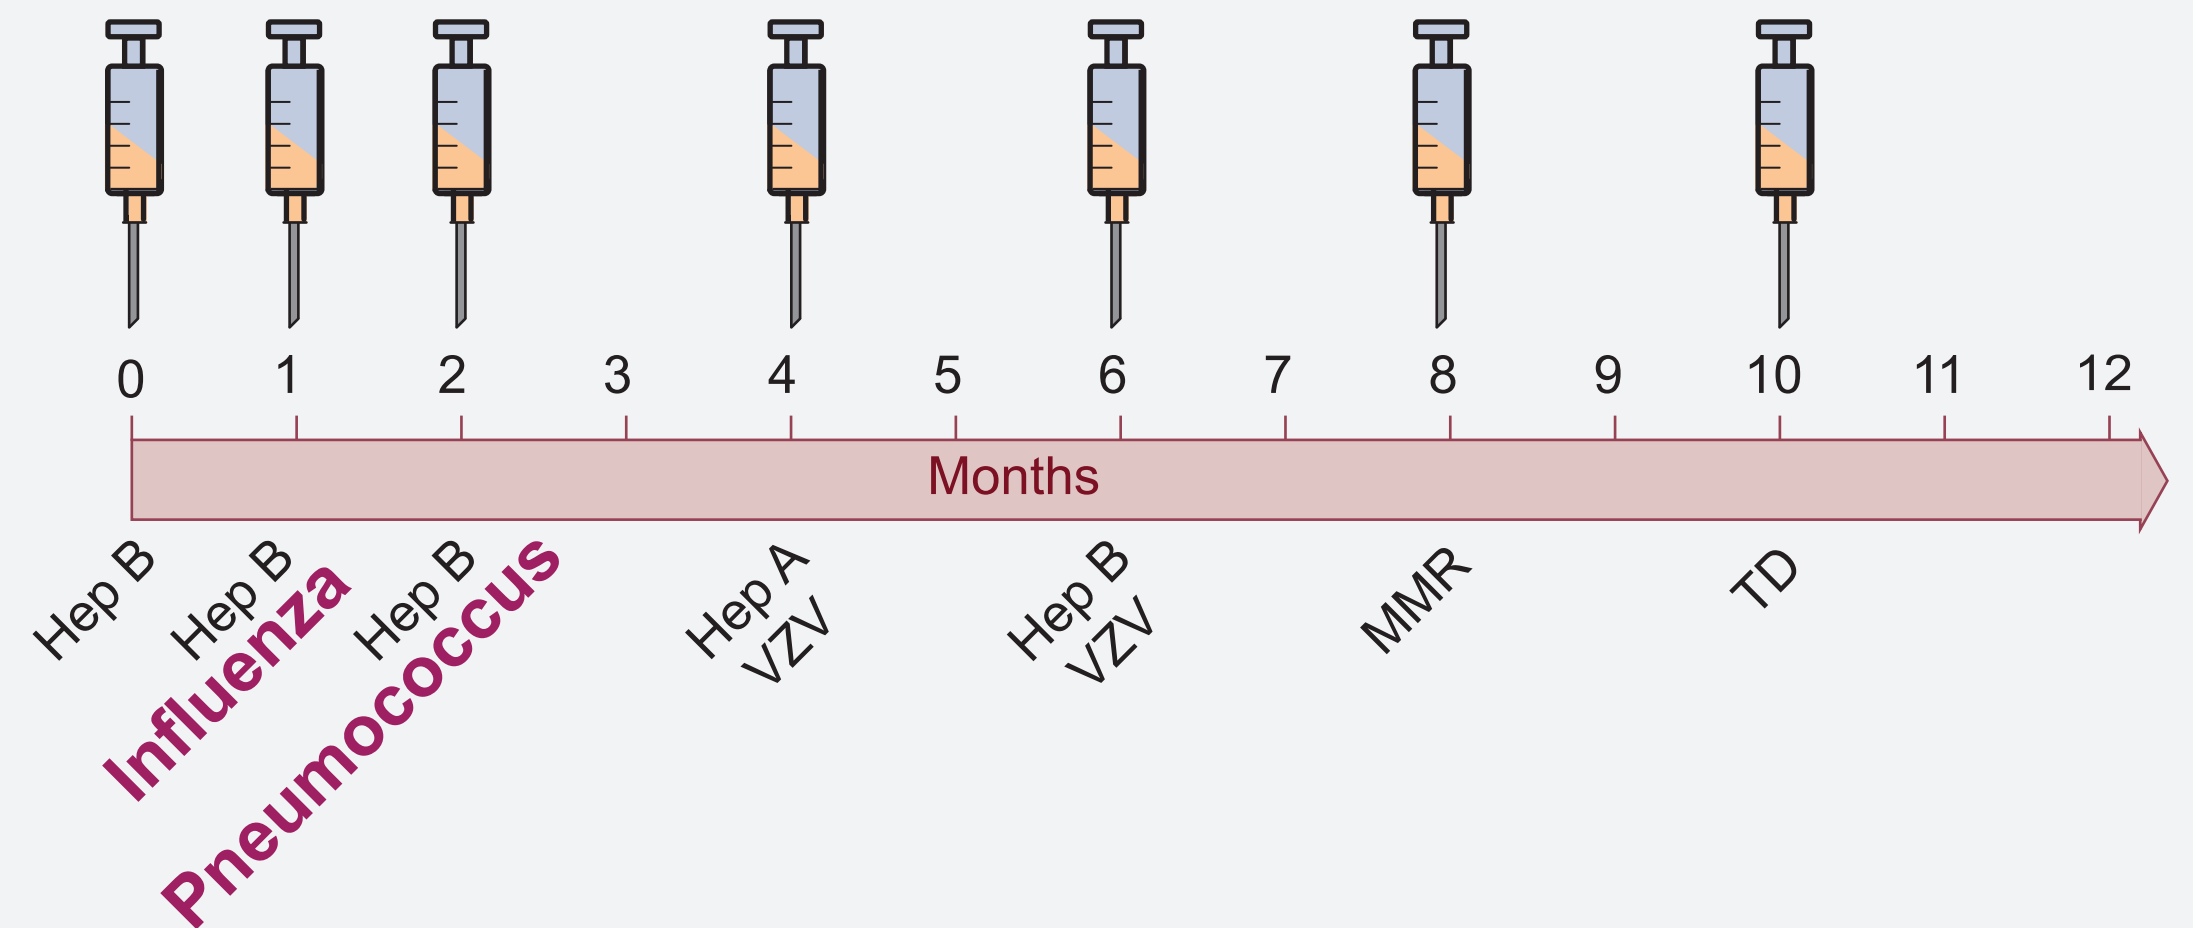 0 1 2 3 4 5 6 7 8 9 10 11 12
Months
Hep B
Hep B
Influenza
Hep B
Pneumococcus
Hep A
VZV
Hep B
VZV
MMR
TD